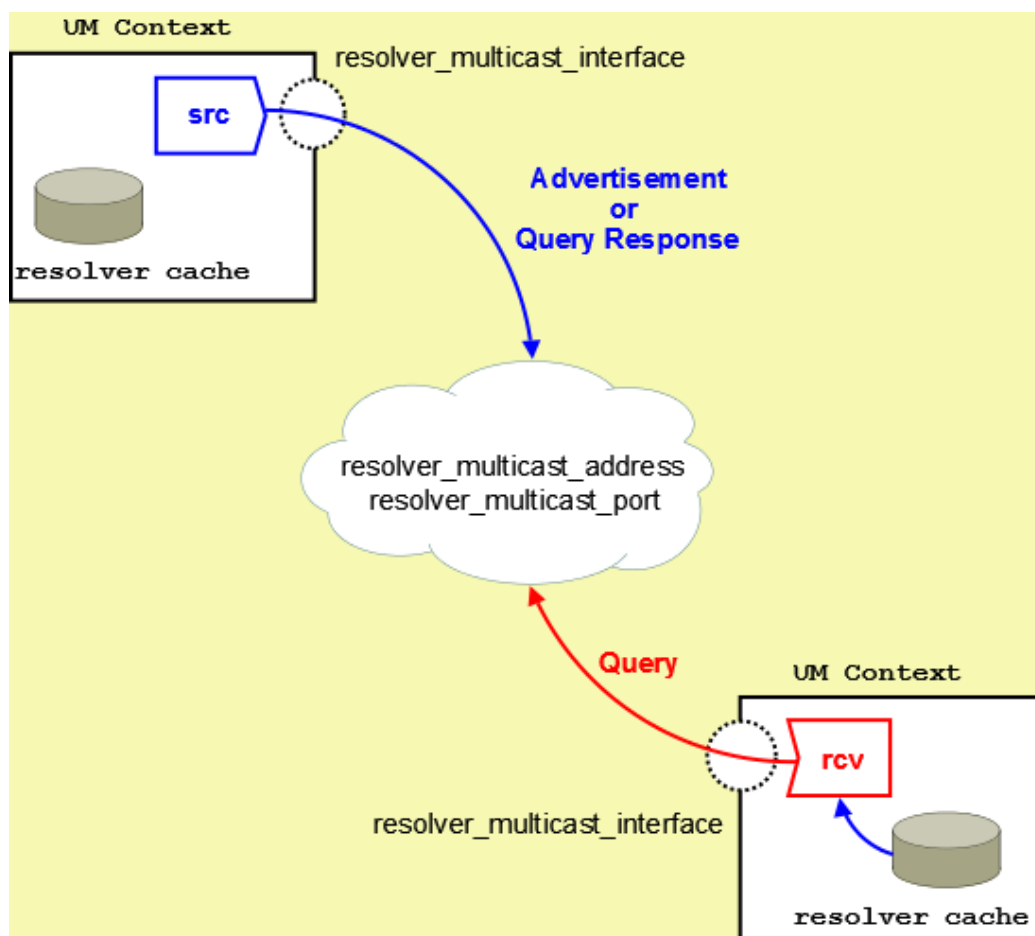 UM Context
resolver_multicast_interface
src
resolver cache
Advertisement
or
Query Response
resolver_multicast_address
resolver_multicast_port
Query
UM Context
rcv
resolver_multicast_interface
resolver cache